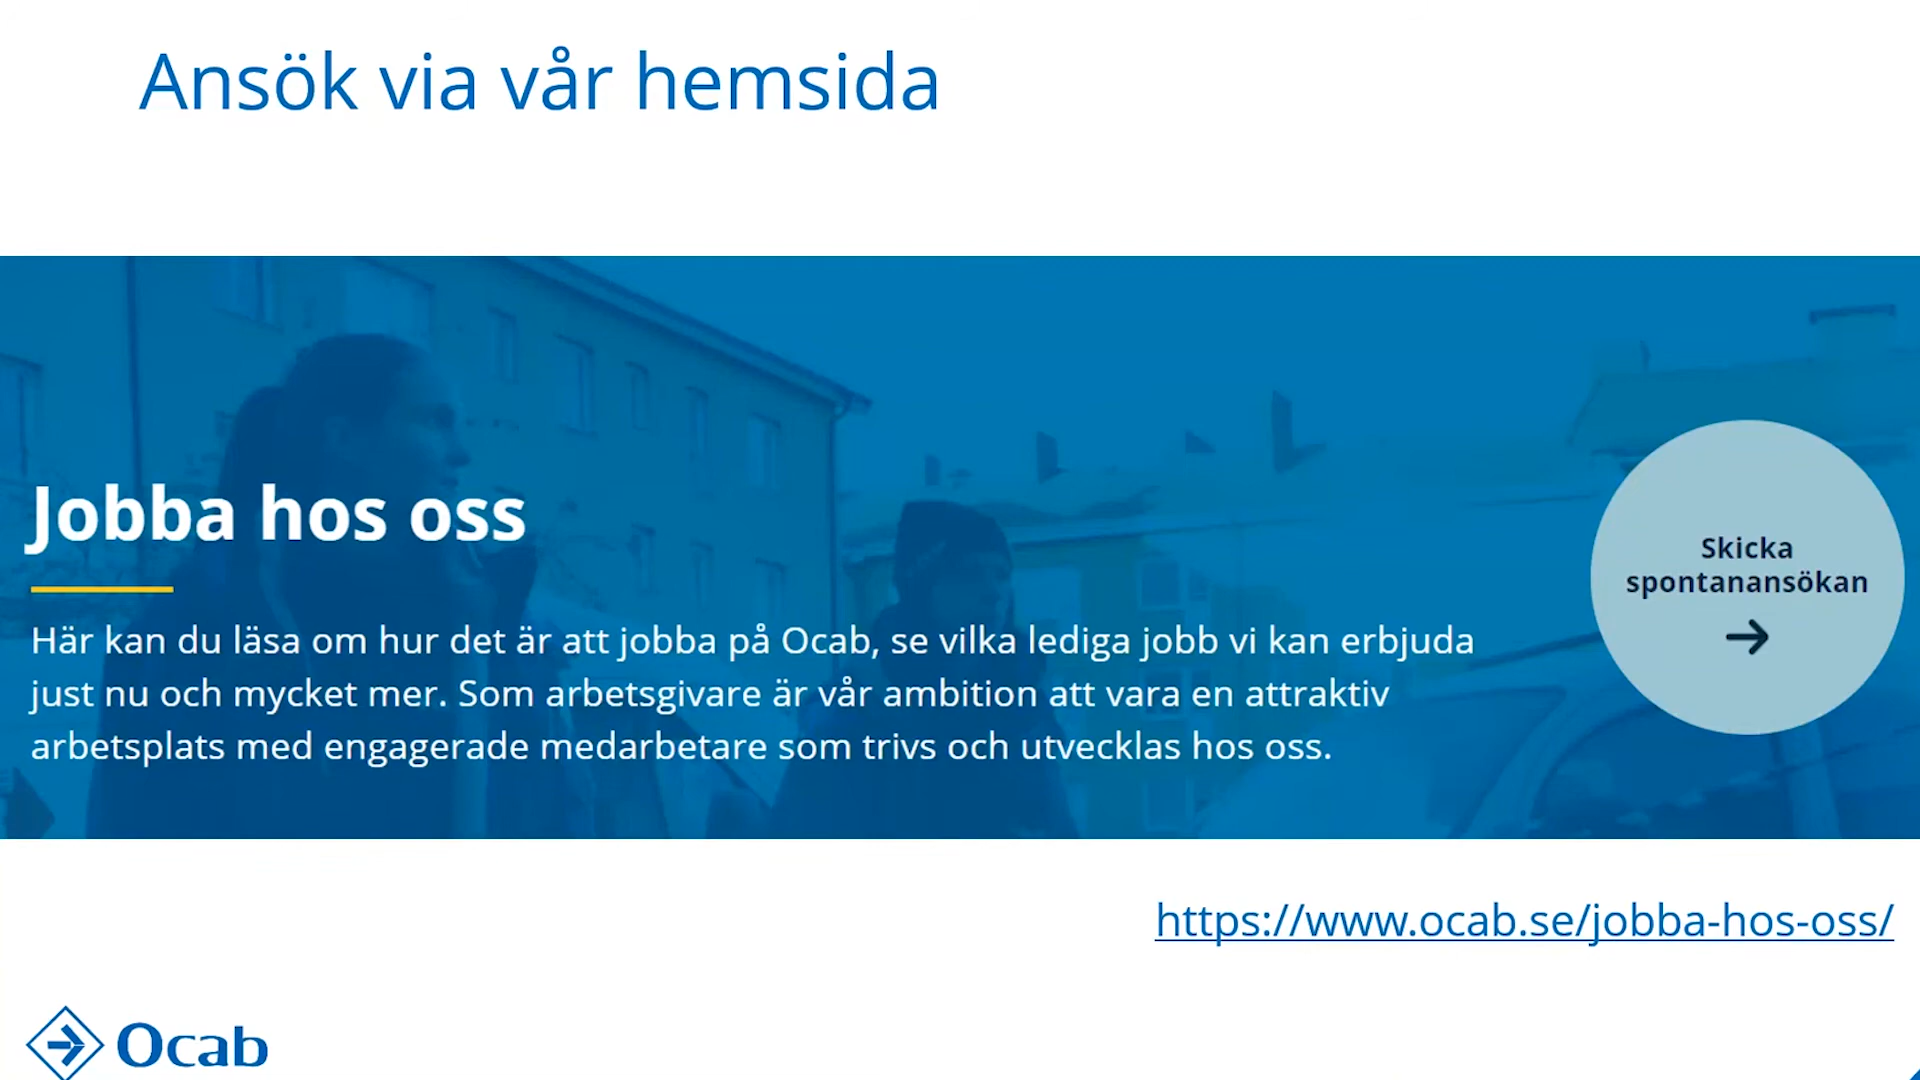 Ansök via vår hemsida
Jobba hos oss
Här kan du läsa om hur det är att jobba på Ocab, se vilka lediga jobb vi kan erbjuda
just nu och mycket mer. Som arbetsgivare är vår ambition att vara en attraktiv
arbetsplats med engagerade medarbetare som trivs och utvecklas hos oss.
Skicka
spontanansökan
https://www.ocab.se/jobba-hos-oss/
Ocab